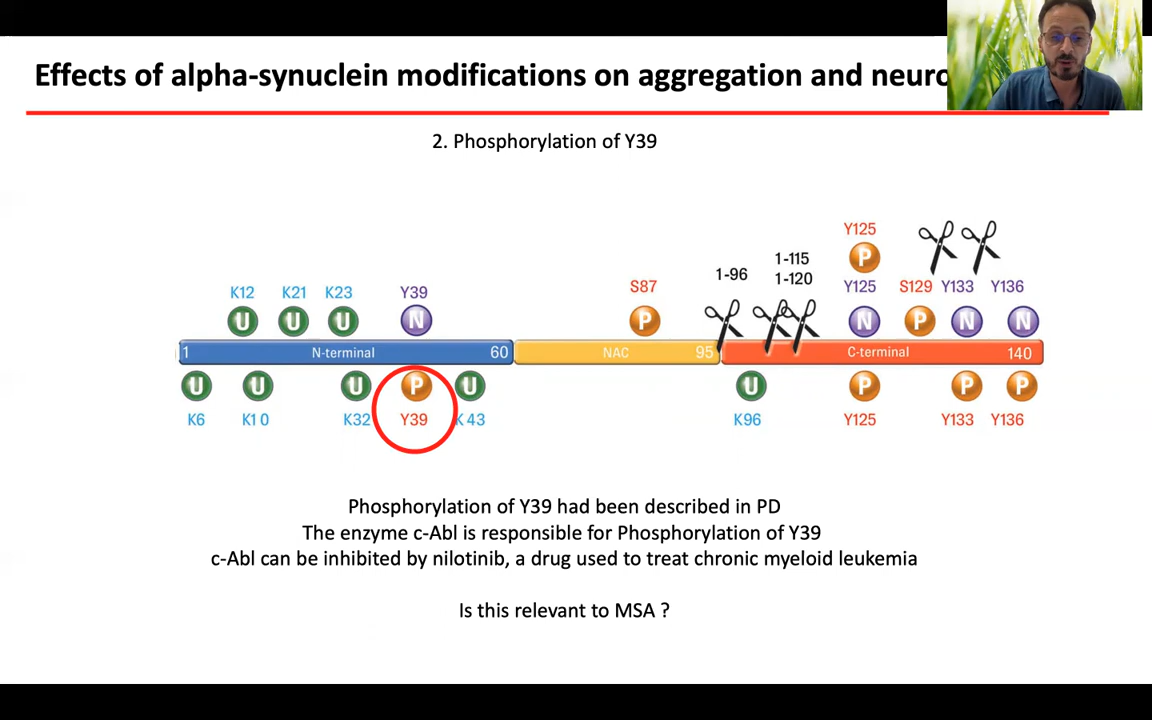 Effects of alpha-synuclein modifications on aggregation and neuro
2. Phosphorylation of Y39
Y125
P
1-96
1-115
1-120
K12 K21 K23 Y39 S87 Y125 S129 Y133 Y136
U U U N P N P N N
1 N-terminal 60 NAC 95 C-terminal 140
U U U P U U P P P
K6 K10 K32 Y39 K 43 K96 Y125 Y133 Y136
Phosphorylation of Y39 had been described in PD
The enzyme c-Abl is responsible for Phosphorylation of Y39
c-Abl can be inhibited by nilotinib, a drug used to treat chronic myeloid leukemia
Is this relevant to MSA ?